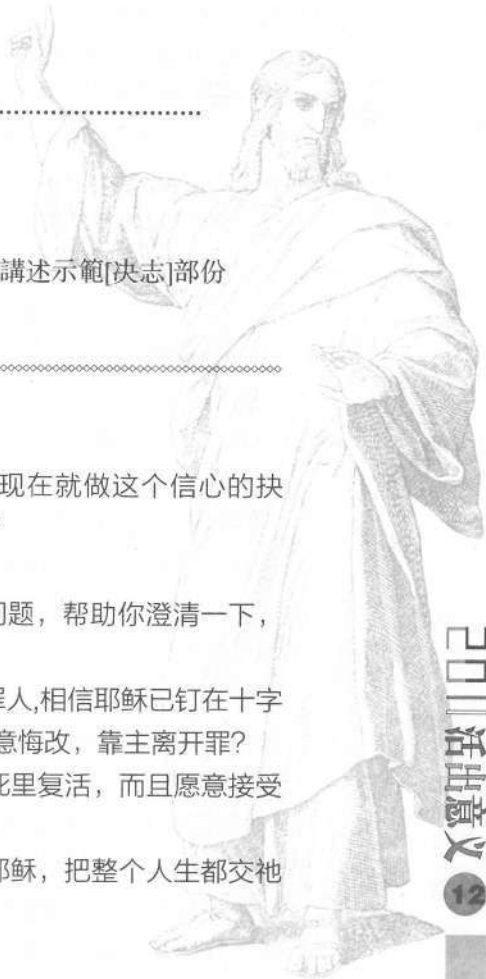 講述示範[决志]部份
现在就做这个信心的抉
问题，帮助你澄清一下，
罪人,相信耶稣已钉在十字
意悔改，靠主离开罪？
死里复活，而且愿意接受
耶稣，把整个人生都交祂
2011 活出意义 12